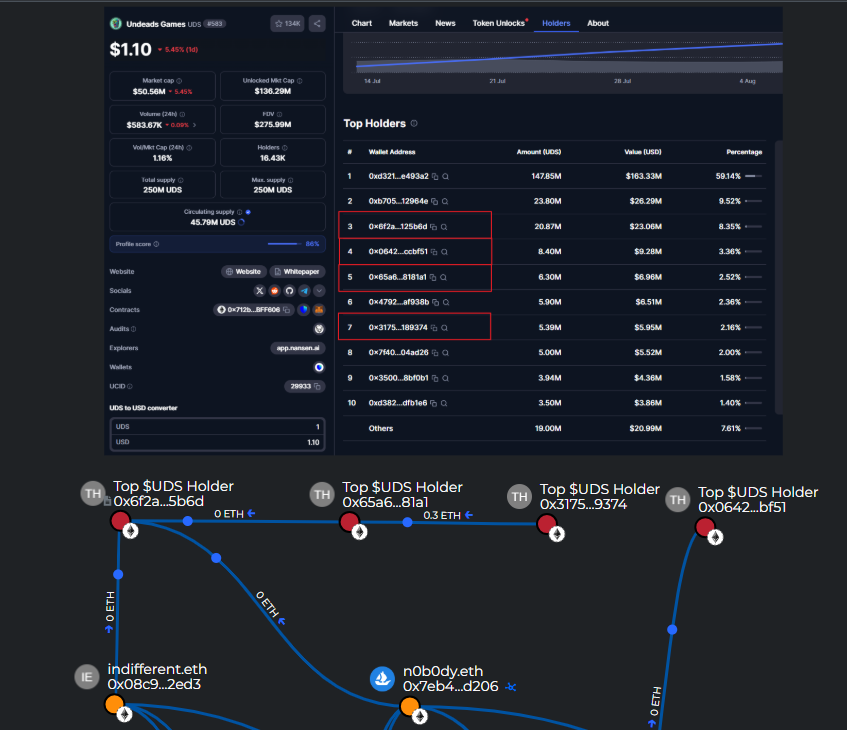 Undeads Games UDS #583
134K
$1.10 5.45% (1d)
Market cap
$50.56M 5.45%
Unlocked Mkt Cap
$136.29M
Volume (24h)
$583.67K 0.09%
FDV
$275.99M
Vol/Mkt Cap (24h)
1.16%
Holders
16.43K
Total supply
250M UDS
Max. supply
250M UDS
Circulating supply
45.79M UDS
Profile score 86%
Website Website Whitepaper
Socials
Contracts 0x712b...BFF606
Audits
Explorers app.nansen.ai
Wallets
UCID 29933
UDS to USD converter
UDS 1
USD 1.10
Chart Markets News Token Unlocks Holders About
14 Jul 21 Jul 28 Jul 4 Aug
Top Holders
# Wallet Address Amount (UDS) Value (USD) Percentage
1 0xd321...e493a2 147.85M $163.33M 59.14%
2 0xb705...12964e 23.80M $26.29M 9.52%
3 0x6f2a...125b6d 20.87M $23.06M 8.35%
4 0x0642...ccbf51 8.40M $9.28M 3.36%
5 0x65a6...8181a1 6.30M $6.96M 2.52%
6 0x4792...af938b 5.90M $6.51M 2.36%
7 0x3175...189374 5.39M $5.95M 2.16%
8 0x7f40...04ad26 5.00M $5.52M 2.00%
9 0x3500...8bf0b1 3.94M $4.36M 1.58%
10 0xd382...dfb1e6 3.50M $3.86M 1.40%
Others 19.00M $20.99M 7.61%
TH Top $UDS Holder
0x6f2a...5b6d
TH Top $UDS Holder
0x65a6...81a1
TH Top $UDS Holder
0x3175...9374
TH Top $UDS Holder
0x0642...bf51
0 ETH
0.3 ETH
0 ETH
0 ETH
0 ETH
IE indifferent.eth
0x08c9...2ed3
n0b0dy.eth
0x7eb4...d206